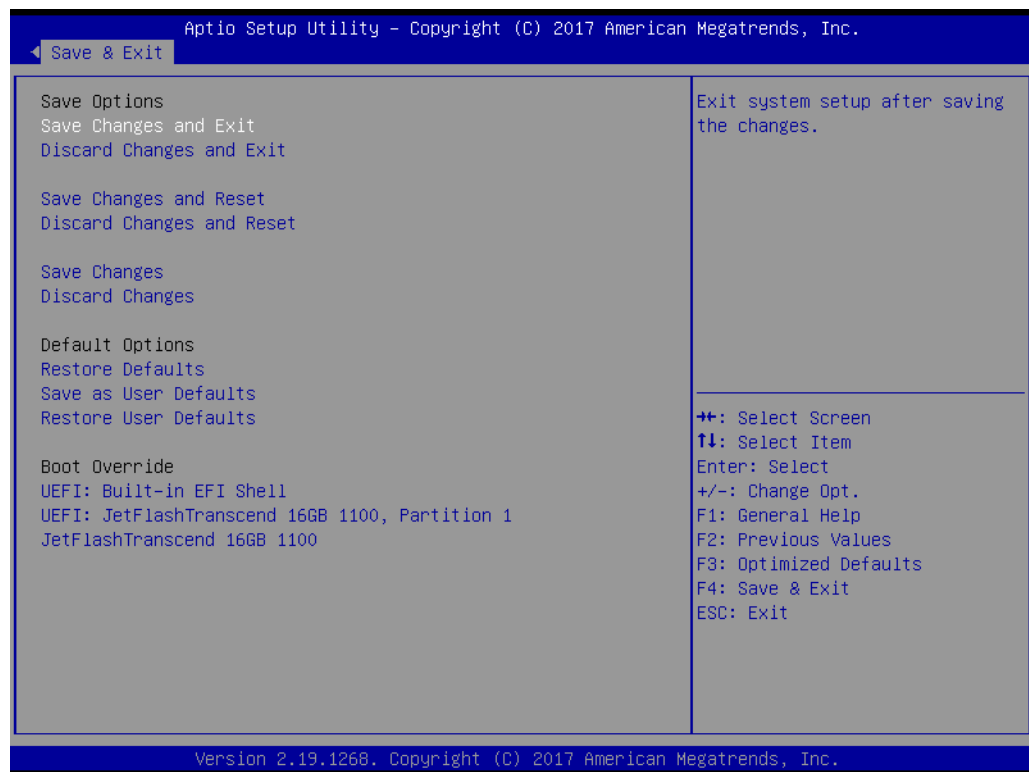 Aptio Setup Utility – Copyright (C) 2017 American Megatrends, Inc.
Save & Exit
Save Options
Save Changes and Exit
Discard Changes and Exit
Save Changes and Reset
Discard Changes and Reset
Save Changes
Discard Changes
Default Options
Restore Defaults
Save as User Defaults
Restore User Defaults
Boot Override
UEFI: Built-in EFI Shell
UEFI: JetFlashTranscend 16GB 1100, Partition 1
JetFlashTranscend 16GB 1100
Exit system setup after saving
the changes.
→←: Select Screen
↑↓: Select Item
Enter: Select
+/-: Change Opt.
F1: General Help
F2: Previous Values
F3: Optimized Defaults
F4: Save & Exit
ESC: Exit
Version 2.19.1268. Copyright (C) 2017 American Megatrends, Inc.